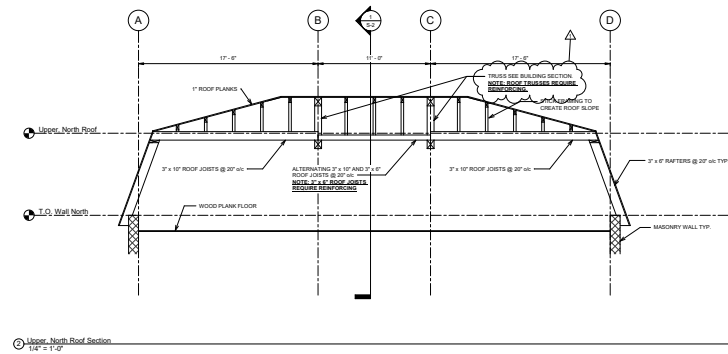 A
B
C
D
1
S-2
1
17' - 6"
11' - 0"
17' - 6"
TRUSS SEE BUILDING SECTION.
NOTE: ROOF TRUSSES REQUIRE
REINFORCING.
1" ROOF PLANKS
STICK FRAMING TO
CREATE ROOF SLOPE
Upper, North Roof
3" x 10" ROOF JOISTS @ 20" o/c
ALTERNATING 3" x 10" AND 3" x 6"
ROOF JOISTS @ 20" o/c
NOTE: 3" x 6" ROOF JOISTS
REQUIRE REINFORCING
3" x 10" ROOF JOISTS @ 20" o/c
3" x 6" RAFTERS @ 20" o/c TYP.
T.O. Wall North
WOOD PLANK FLOOR
MASONRY WALL TYP.
2
Upper, North Roof Section
1/4" = 1'-0"